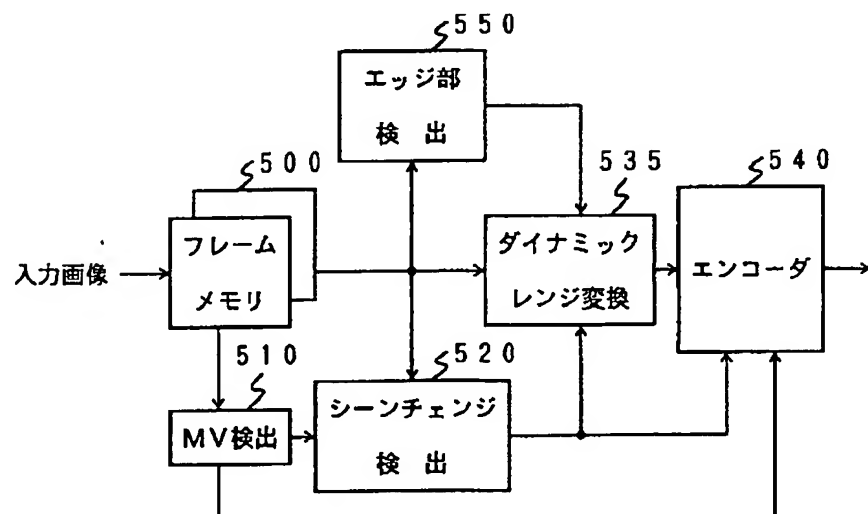 ５５０
エッジ部
検出
５００
フレーム
メモリ
入力画像
５３５
ダイナミック
レンジ変換
５４０
エンコーダ
５１０
MV検出
５２０
シーンチェンジ
検出